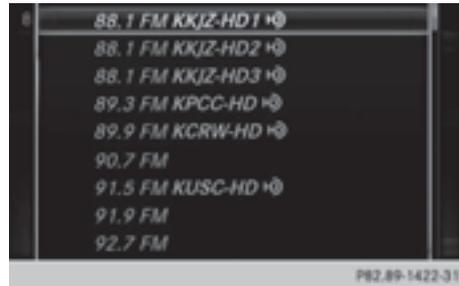 88.1 FM KKJZ-HD1
88.1 FM KKJZ-HD2
88.1 FM KKJZ-HD3
89.3 FM KPCC-HD
89.9 FM KCRW-HD
90.7 FM
91.5 FM KUSC-HD
91.9 FM
92.7 FM
P82.89-1422-31